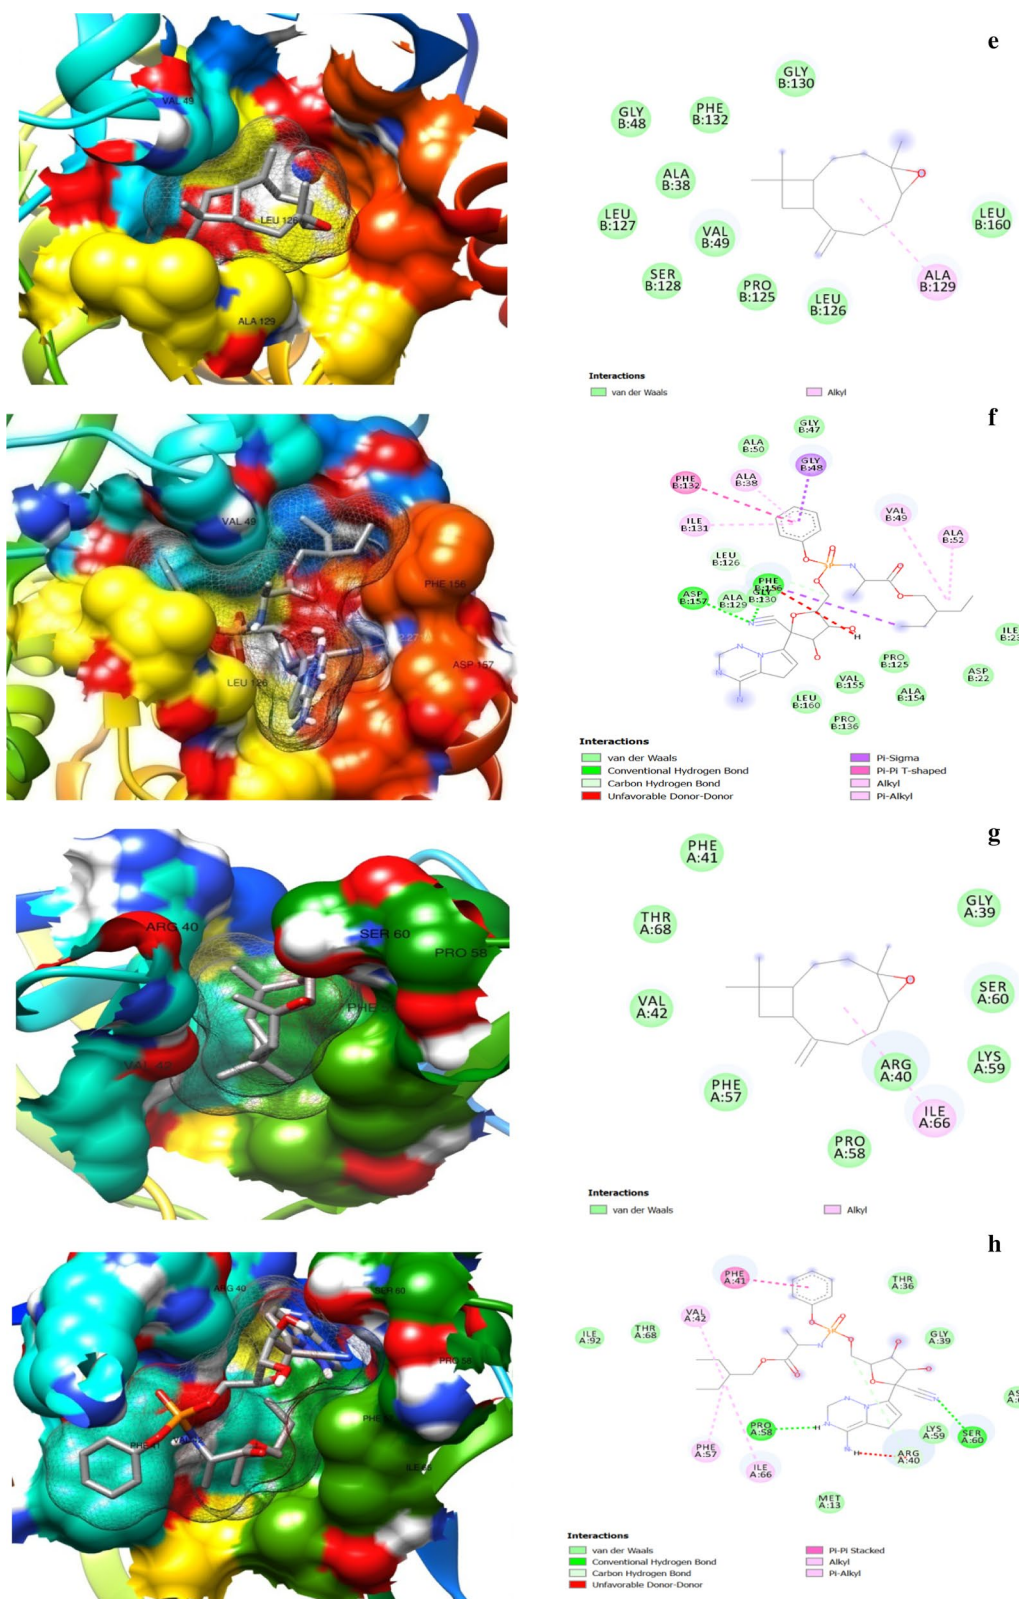 e
VAL 49
ALA 129
GLY
B:130
GLY
B:48
PHE
B:132
ALA
B:38
LEU
B:127
VAL
B:49
LEU
B:160
SER
B:128
PRO
B:125
LEU
B:126
ALA
B:129
Interactions
van der Waals
Alkyl
f
VAL 49
PHE 156
ASP 157
LEU 126
GLY
B:47
ALA
B:50
GLY
B:48
PHE
B:132
ALA
B:38
ILE
B:131
VAL
B:49
ALA
B:52
LEU
B:126
PHE
B:156
ASP
B:157
ALA
B:129
GLY
B:130
H
PRO
B:125
ASP
B:22
VAL
B:155
ALA
B:154
LEU
B:160
PRO
B:136
Interactions
van der Waals
Conventional Hydrogen Bond
Carbon Hydrogen Bond
Unfavorable Donor-Donor
Pi-Sigma
Pi-Pi T-shaped
Alkyl
Pi-Alkyl
g
ARG 40
SER 60
PRO 58
PHE
A:41
THR
A:68
GLY
A:39
VAL
A:42
SER
A:60
PHE
A:57
ARG
A:40
LYS
A:59
ILE
A:66
PRO
A:58
O
Interactions
van der Waals
Alkyl
h
ARG 40
SER 60
PHE
A:41
THR
A:36
VAL
A:42
ILE
A:92
THR
A:68
GLY
A:39
PRO
A:58
LYS
A:59
SER
A:60
PHE
A:57
ILE
A:66
ARG
A:40
MET
A:13
H
H
Interactions
van der Waals
Conventional Hydrogen Bond
Carbon Hydrogen Bond
Unfavorable Donor-Donor
Pi-Pi Stacked
Alkyl
Pi-Alkyl